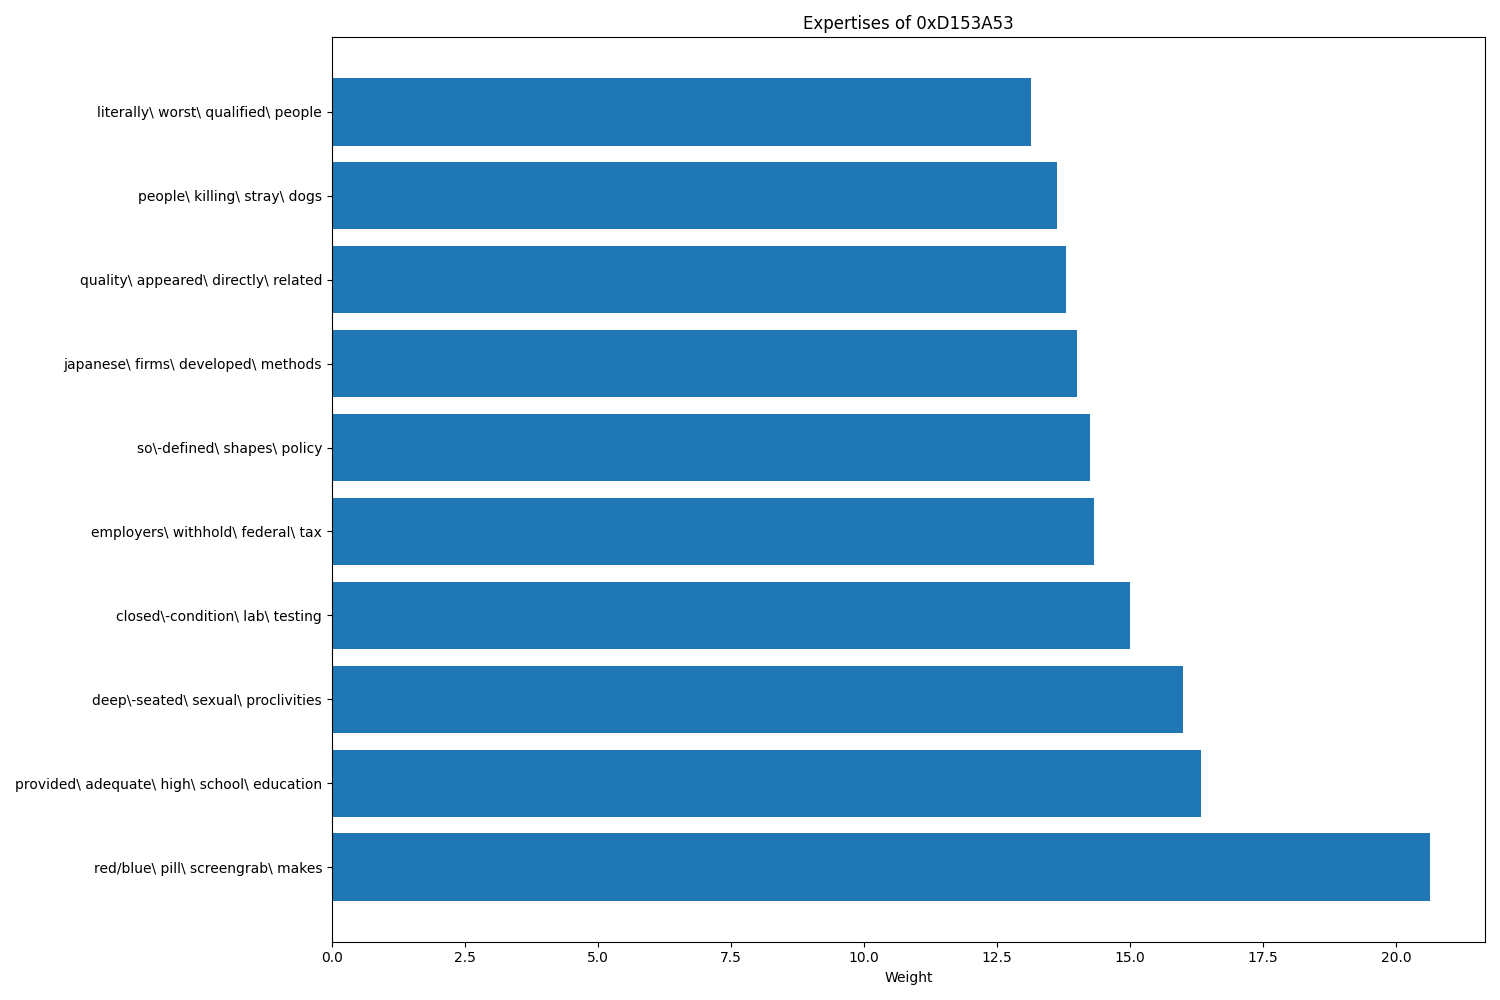 Expertises of 0xD153A53
literally\ worst\ qualified\ people
people\ killing\ stray\ dogs
quality\ appeared\ directly\ related
japanese\ firms\ developed\ methods
so\-defined\ shapes\ policy
employers\ withhold\ federal\ tax
closed\-condition\ lab\ testing
deep\-seated\ sexual\ proclivities
provided\ adequate\ high\ school\ education
red/blue\ pill\ screengrab\ makes
0.0 2.5 5.0 7.5 10.0 12.5 15.0 17.5 20.0
Weight